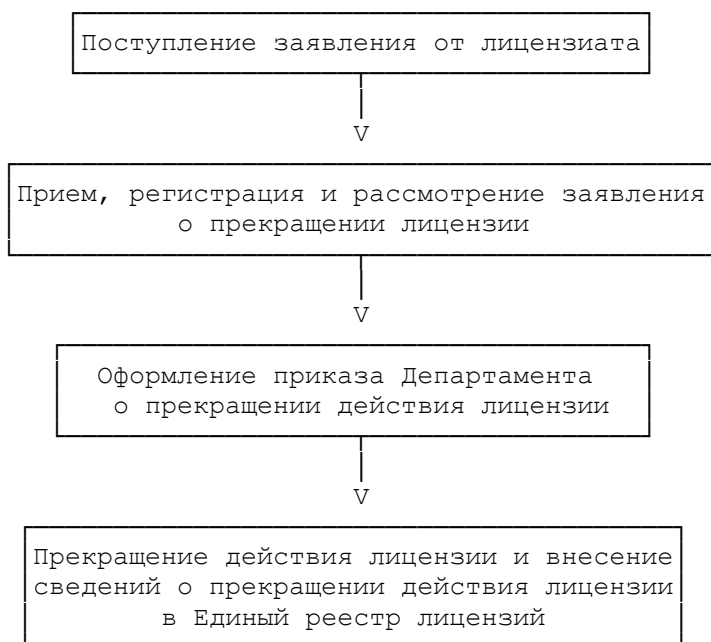 Поступление заявления от лицензиата
V
Прием, регистрация и рассмотрение заявления
о прекращении лицензии
V
Оформление приказа Департамента
о прекращении действия лицензии
V
Прекращение действия лицензии и внесение
сведений о прекращении действия лицензии
в Единый реестр лицензий